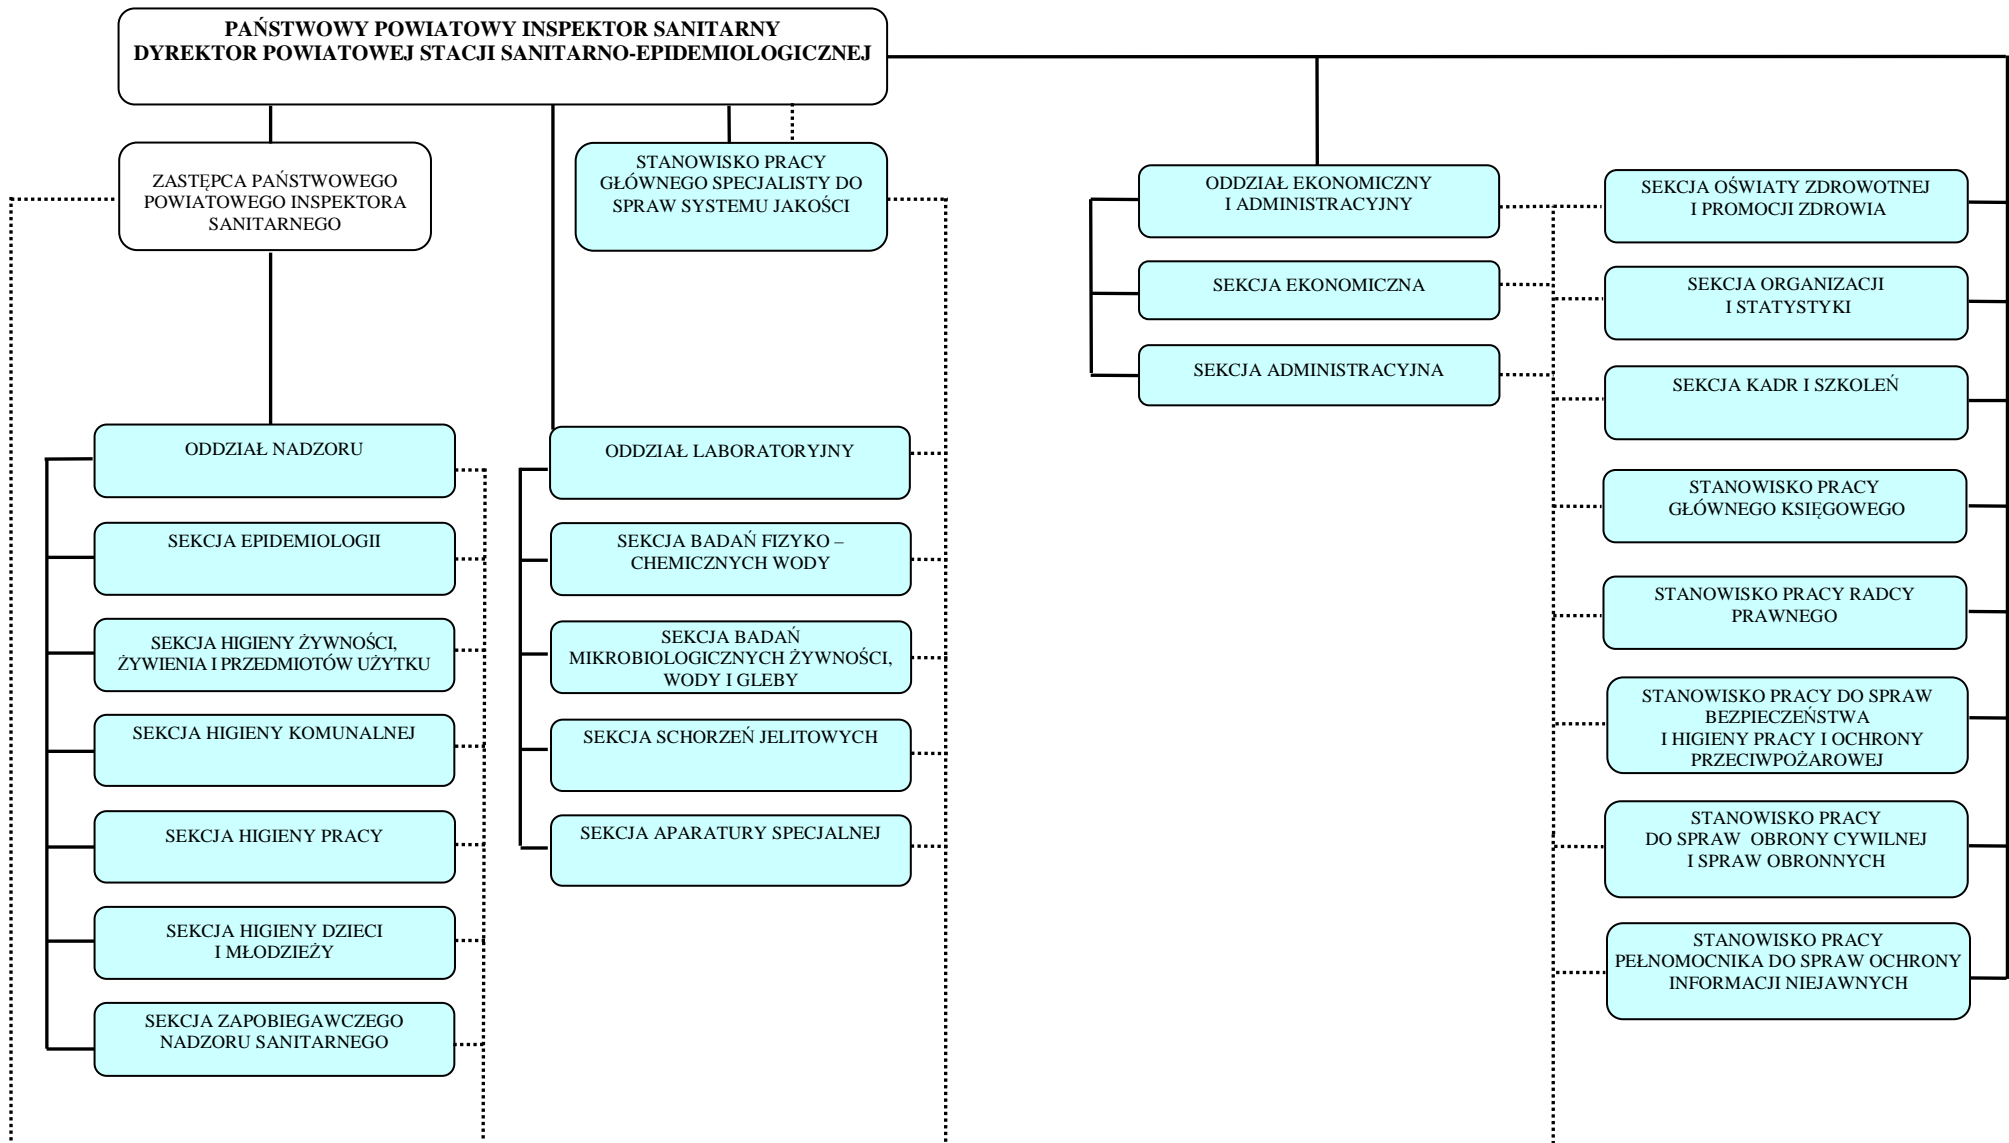 PAŃSTWOWY POWIATOWY INSPEKTOR SANITARNY
DYREKTOR POWIATOWEJ STACJI SANITARNO-EPIDEMIOLOGICZNEJ
ZASTĘPCA PAŃSTWOWEGO
POWIATOWEGO INSPEKTORA
SANITARNEGO
STANOWISKO PRACY
GŁÓWNEGO SPECJALISTY DO
SPRAW SYSTEMU JAKOŚCI
ODDZIAŁ NADZORU
SEKCJA EPIDEMIOLOGII
SEKCJA HIGIENY ŻYWNOŚCI,
ŻYWIENIA I PRZEDMIOTÓW UŻYTKU
SEKCJA HIGIENY KOMUNALNEJ
SEKCJA HIGIENY PRACY
SEKCJA HIGIENY DZIECI
I MŁODZIEŻY
SEKCJA ZAPOBIEGAWCZEGO
NADZORU SANITARNEGO
ODDZIAŁ LABORATORYJNY
SEKCJA BADAŃ FIZYKO –
CHEMICZNYCH WODY
SEKCJA BADAŃ
MIKROBIOLOGICZNYCH ŻYWNOŚCI,
WODY I GLEBY
SEKCJA SCHORZEŃ JELITOWYCH
SEKCJA APARATURY SPECJALNEJ
ODDZIAŁ EKONOMICZNY
I ADMINISTRACYJNY
SEKCJA EKONOMICZNA
SEKCJA ADMINISTRACYJNA
SEKCJA OŚWIATY ZDROWOTNEJ
I PROMOCJI ZDROWIA
SEKCJA ORGANIZACJI
I STATYSTYKI
SEKCJA KADR I SZKOLEŃ
STANOWISKO PRACY
GŁÓWNEGO KSIĘGOWEGO
STANOWISKO PRACY RADCY
PRAWNEGO
STANOWISKO PRACY DO SPRAW
BEZPIECZEŃSTWA
I HIGIENY PRACY I OCHRONY
PRZECIWPOŻAROWEJ
STANOWISKO PRACY
DO SPRAW OBRONY CYWILNEJ
I SPRAW OBRONNYCH
STANOWISKO PRACY
PEŁNOMOCNIKA DO SPRAW OCHRONY
INFORMACJI NIEJAWNYCH